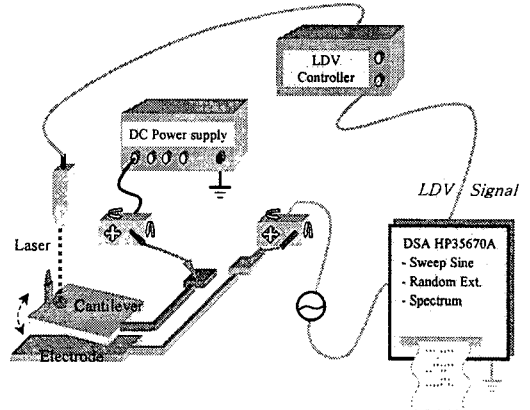 LDV
Controller
DC Power supply
LDV Signal
Laser
DSA HP35670A
- Sweep Sine
- Random Ext.
- Spectrum
Cantilever
Electrode